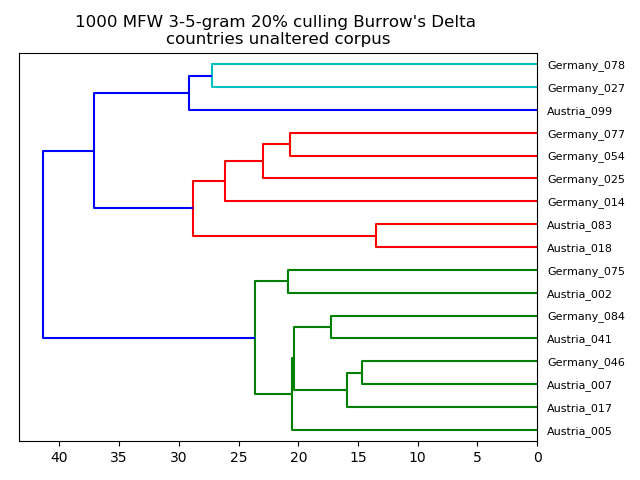 1000 MFW 3-5-gram 20% culling Burrow's Delta
countries unaltered corpus
Germany_078
Germany_027
Austria_099
Germany_077
Germany_054
Germany_025
Germany_014
Austria_083
Austria_018
Germany_075
Austria_002
Germany_084
Austria_041
Germany_046
Austria_007
Austria_017
Austria_005
40 35 30 25 20 15 10 5 0